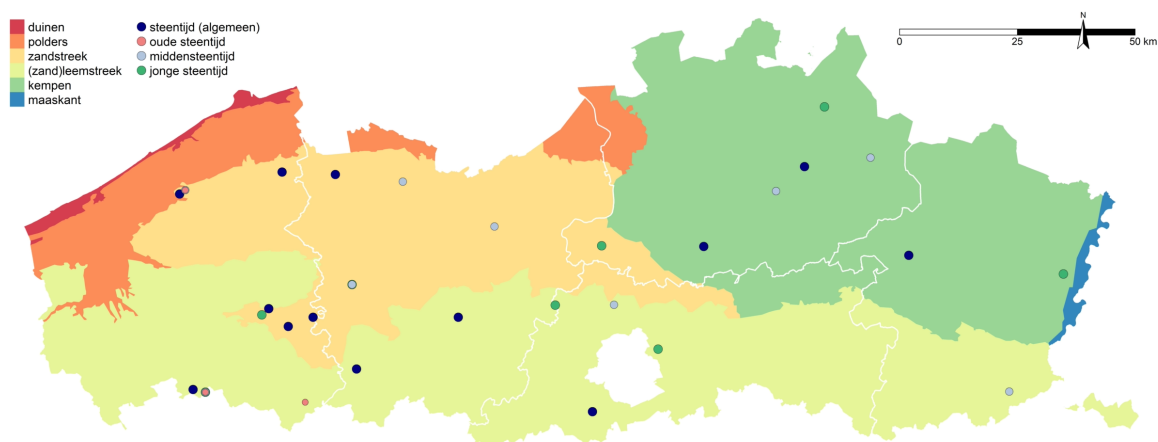 duinen
polders
zandstreek
(zand)leemstreek
kempen
maaskant
steentijd (algemeen)
oude steentijd
middensteentijd
jonge steentijd
N
0 25 50 km